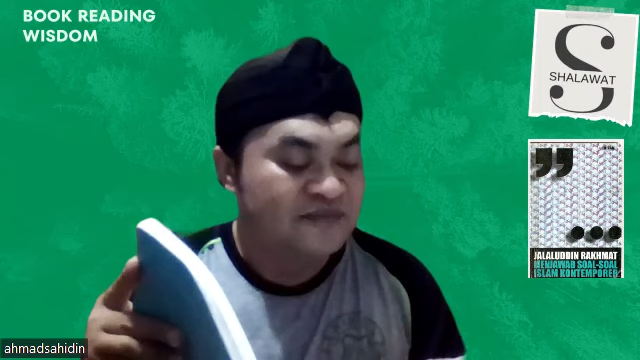 BOOK READING
WISDOM
SHALAWAT
JALALUDDIN RAKHMAT
MENJAWAB SOAL-SOAL
ISLAM KONTEMPORER
ahmadsahidin